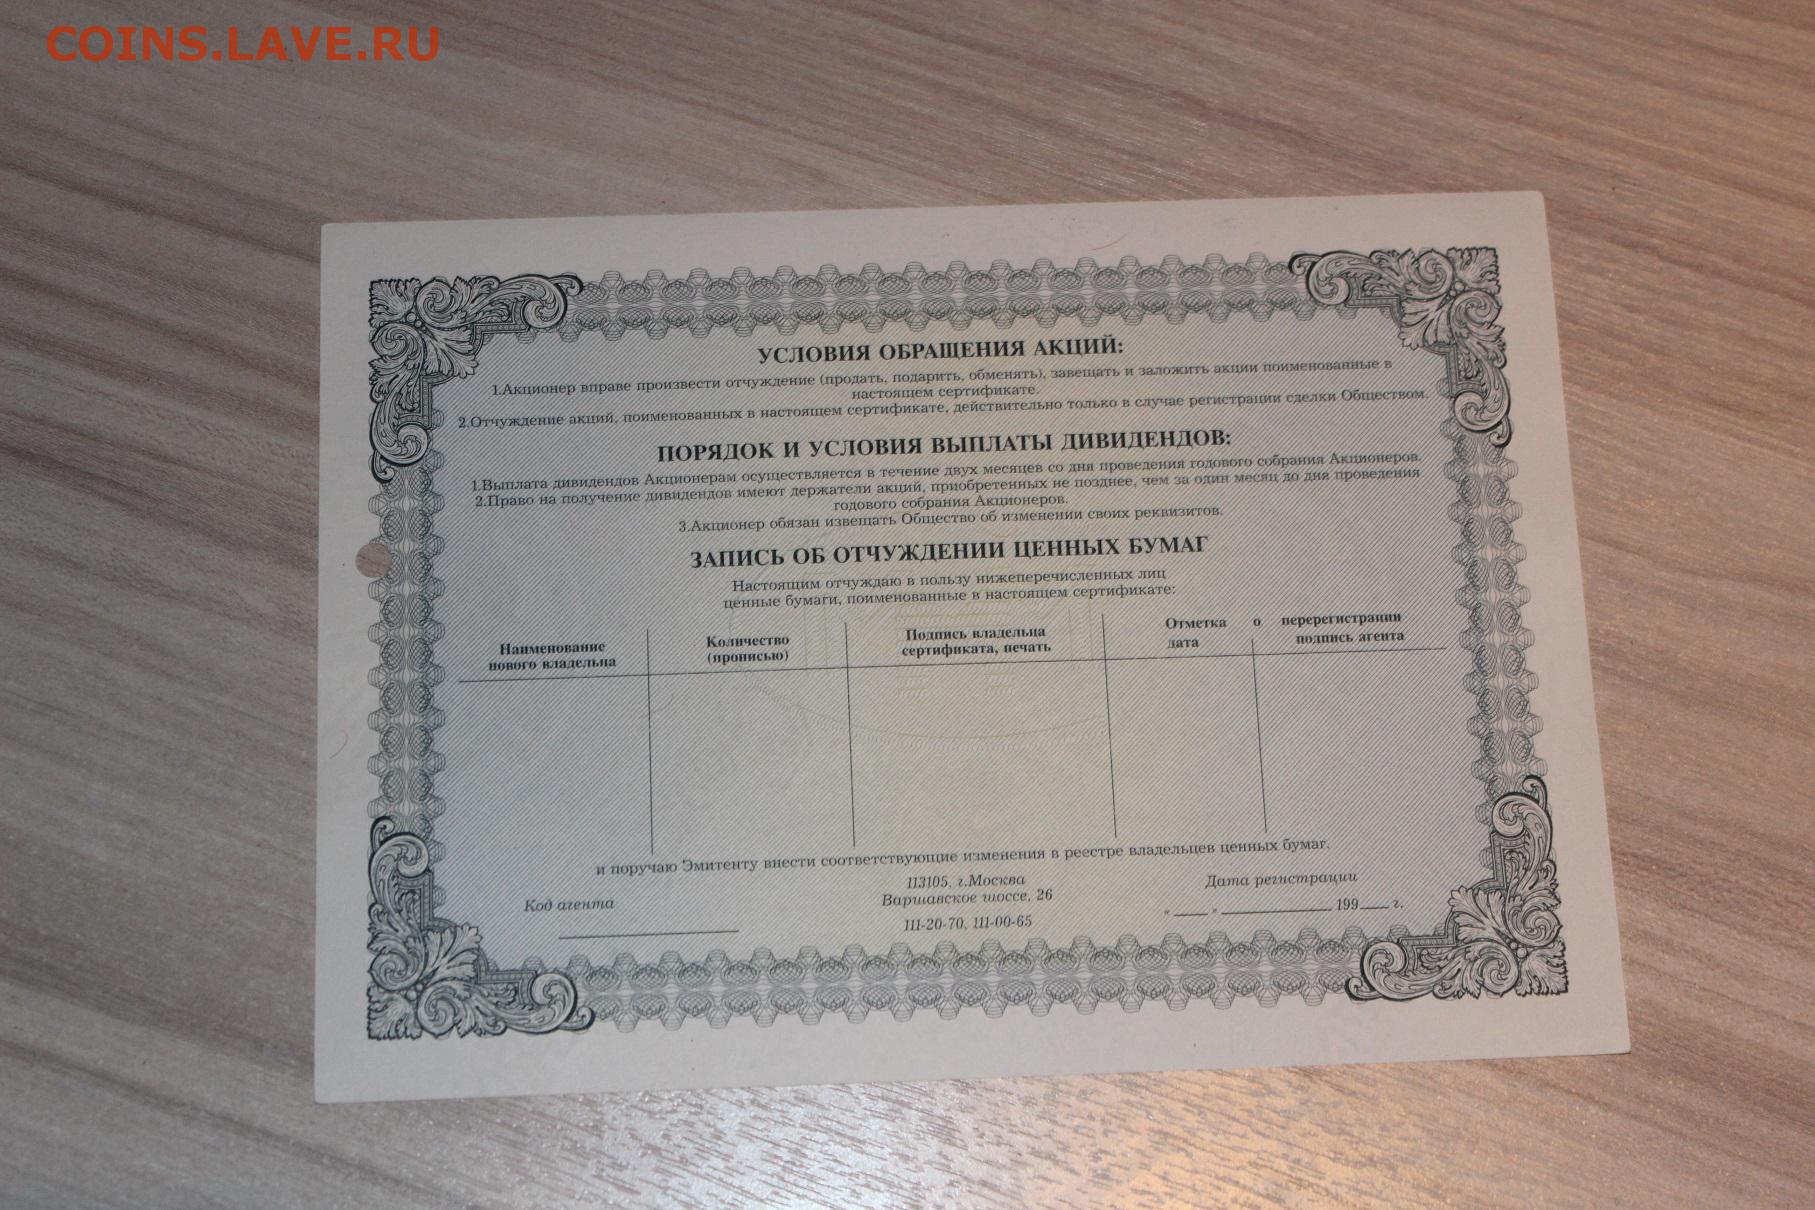 COINS.LAVE.RU
УСЛОВИЯ ОБРАЩЕНИЯ АКЦИЙ:
1.Акционер вправе произвести отчуждение (продать, подарить, обменять), завещать и заложить акции поименованные в
настоящем сертификате.
2.Отчуждение акций, поименованных в настоящем сертификате, действительно только в случае регистрации сделки Обществом.
ПОРЯДОК И УСЛОВИЯ ВЫПЛАТЫ ДИВИДЕНДОВ:
1.Выплата дивидендов Акционерам осуществляется в течение двух месяцев со дня проведения годового собрания Акционеров.
2.Право на получение дивидендов имеют держатели акций, приобретенных не позднее, чем за один месяц до дня проведения
годового собрания Акционеров.
3.Акционер обязан извещать Общество об изменении своих реквизитов.
ЗАПИСЬ ОБ ОТЧУЖДЕНИИ ЦЕННЫХ БУМАГ
Настоящим отчуждаю в пользу нижеперечисленных лиц
ценные бумаги, поименованные в настоящем сертификате:
Наименование
нового владельца
Количество
(прописью)
Подпись владельца
сертификата, печать
Отметка о перерегистрации
дата подпись агента
и поручаю Эмитенту внести соответствующие изменения в реестре владельцев ценных бумаг.
Код агента
113105, г.Москва
Варшавское шоссе, 26
111-20-70, 111-00-65
Дата регистрации
"___" __________ 199___ г.